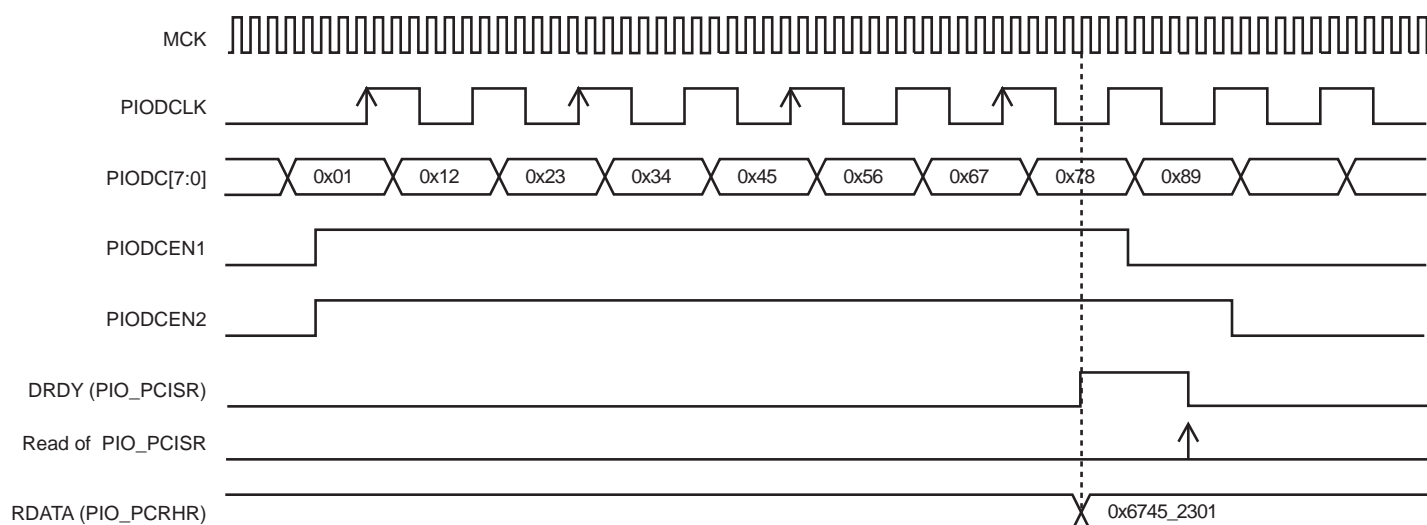 MCK
PIODCLK
PIODC[7:0] 0x01 0x12 0x23 0x34 0x45 0x56 0x67 0x78 0x89
PIODCEN1
PIODCEN2
DRDY (PIO_PCISR)
Read of PIO_PCISR
RDATA (PIO_PCRHR) 0x6745_2301